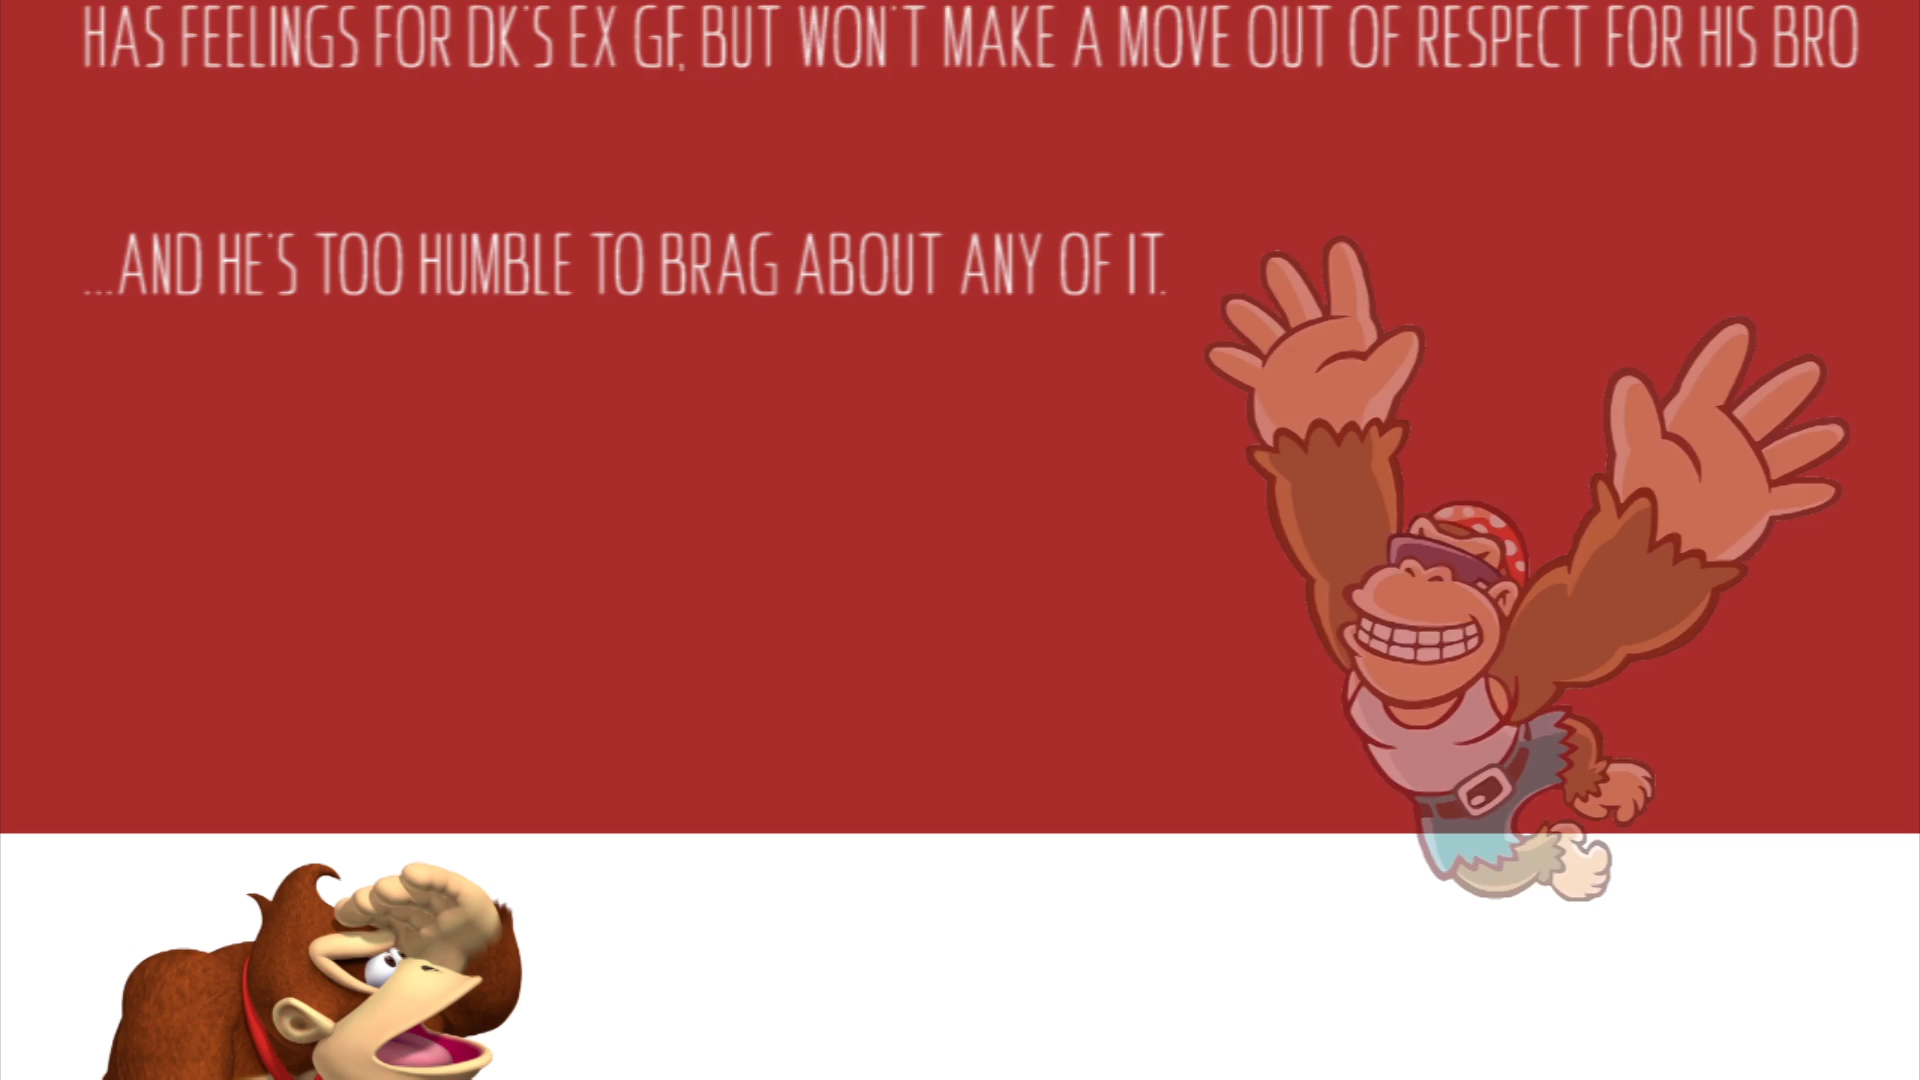 HAS FEELINGS FOR DK'S EX GF, BUT WON'T MAKE A MOVE OUT OF RESPECT FOR HIS BRO
...AND HE'S TOO HUMBLE TO BRAG ABOUT ANY OF IT.